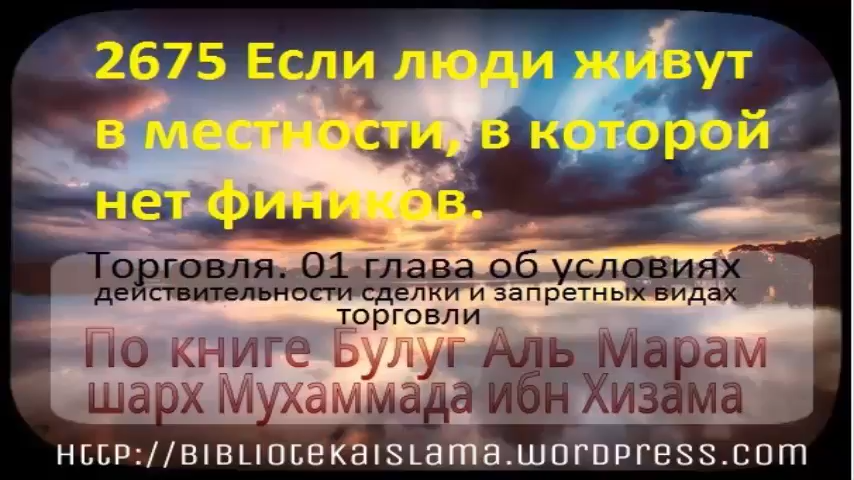 2675 Если люди живут
в местности, в которой
нет фиников.
Торговля. 01 глава об условиях
действительности сделки и запретных видах
торговли
По книге Булуг Аль Марам
шарх Мухаммада ибн Хизама
http://bibliotekaislama.wordpress.com